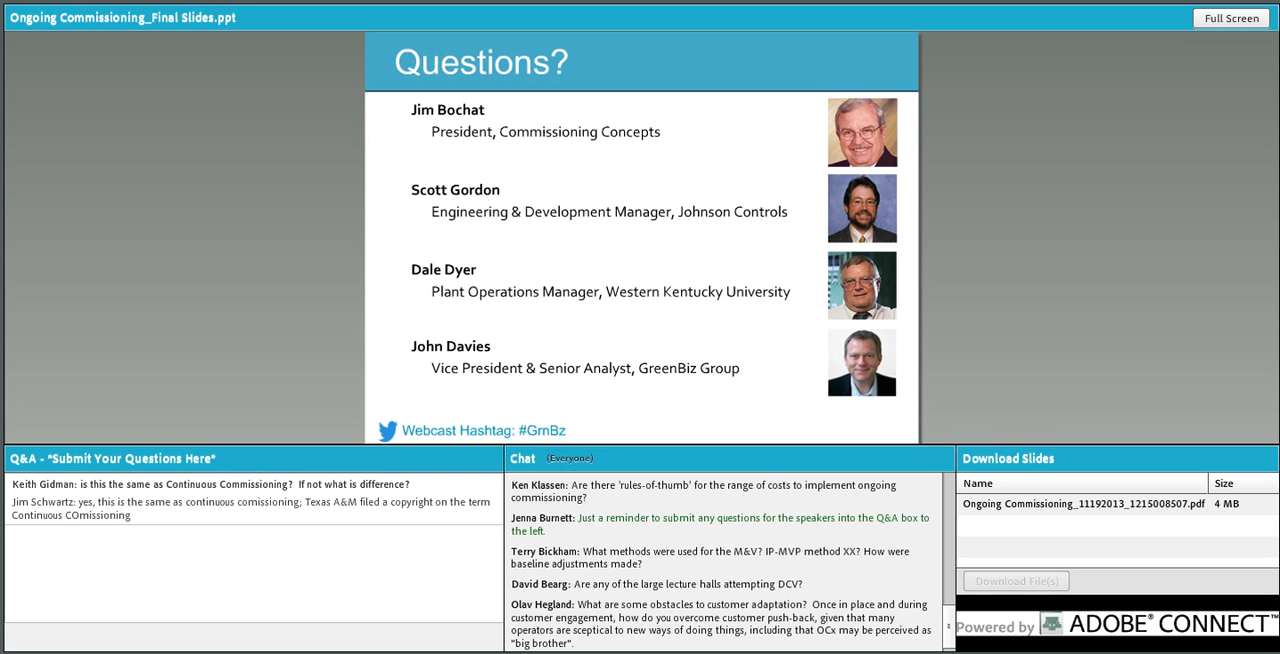 Ongoing Commissioning_Final Slides.ppt
Full Screen
Questions?
Jim Bochat
President, Commissioning Concepts
Scott Gordon
Engineering & Development Manager, Johnson Controls
Dale Dyer
Plant Operations Manager, Western Kentucky University
John Davies
Vice President & Senior Analyst, GreenBiz Group
Webcast Hashtag: #GrnBz
Q&A - *Submit Your Questions Here*
Keith Gidman: is this the same as Continuous Commissioning? If not what is difference?
Jim Schwartz: yes, this is the same as continuous comissioning; Texas A&M filed a copyright on the term
Continuous COmissioning
Chat (Everyone)
Ken Klassen: Are there 'rules-of-thumb' for the range of costs to implement ongoing
commissioning?
Jenna Burnett: Just a reminder to submit any questions for the speakers into the Q&A box to
the left.
Terry Bickham: What methods were used for the M&V? IP-MVP method XX? How were
baseline adjustments made?
David Bearg: Are any of the large lecture halls attempting DCV?
Olav Hegland: What are some obstacles to customer adaptation? Once in place and during
customer engagement, how do you overcome customer push-back, given that many
operators are sceptical to new ways of doing things, including that OCx may be perceived as
"big brother".
Download Slides
Name Size
Ongoing Commissioning_11192013_1215008507.pdf 4 MB
Download File(s)
Powered by ADOBE® CONNECT™